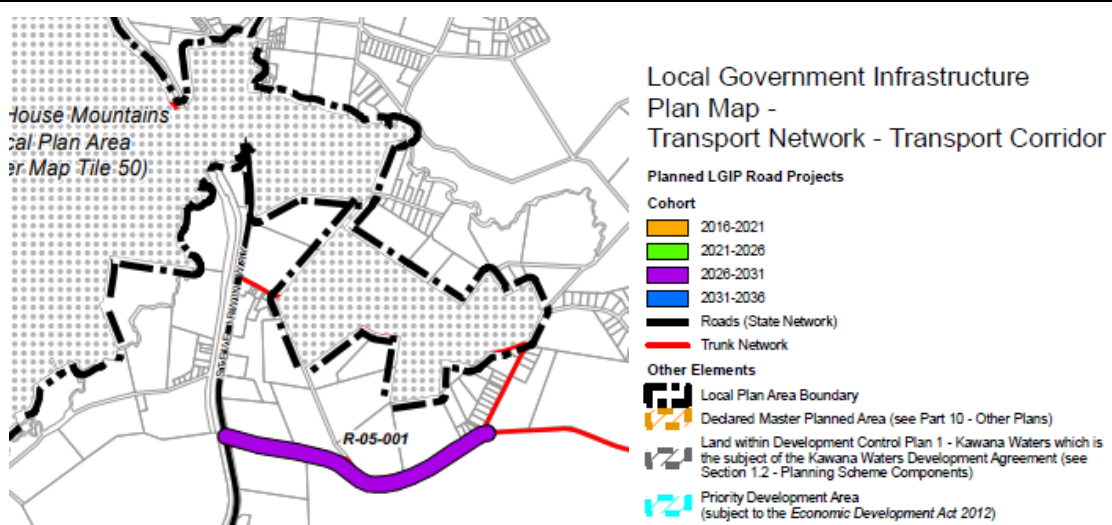 House Mountains
cal Plan Area
er Map Tile 50)
STEVE IRWIN WAY
R-05-001
Local Government Infrastructure
Plan Map -
Transport Network - Transport Corridor
Planned LGIP Road Projects
Cohort
2016-2021
2021-2026
2026-2031
2031-2036
Roads (State Network)
Trunk Network
Other Elements
Local Plan Area Boundary
Declared Master Planned Area (see Part 10 - Other Plans)
Land within Development Control Plan 1 - Kawana Waters which is
the subject of the Kawana Waters Development Agreement (see
Section 1.2 - Planning Scheme Components)
Priority Development Area
(subject to the Economic Development Act 2012)